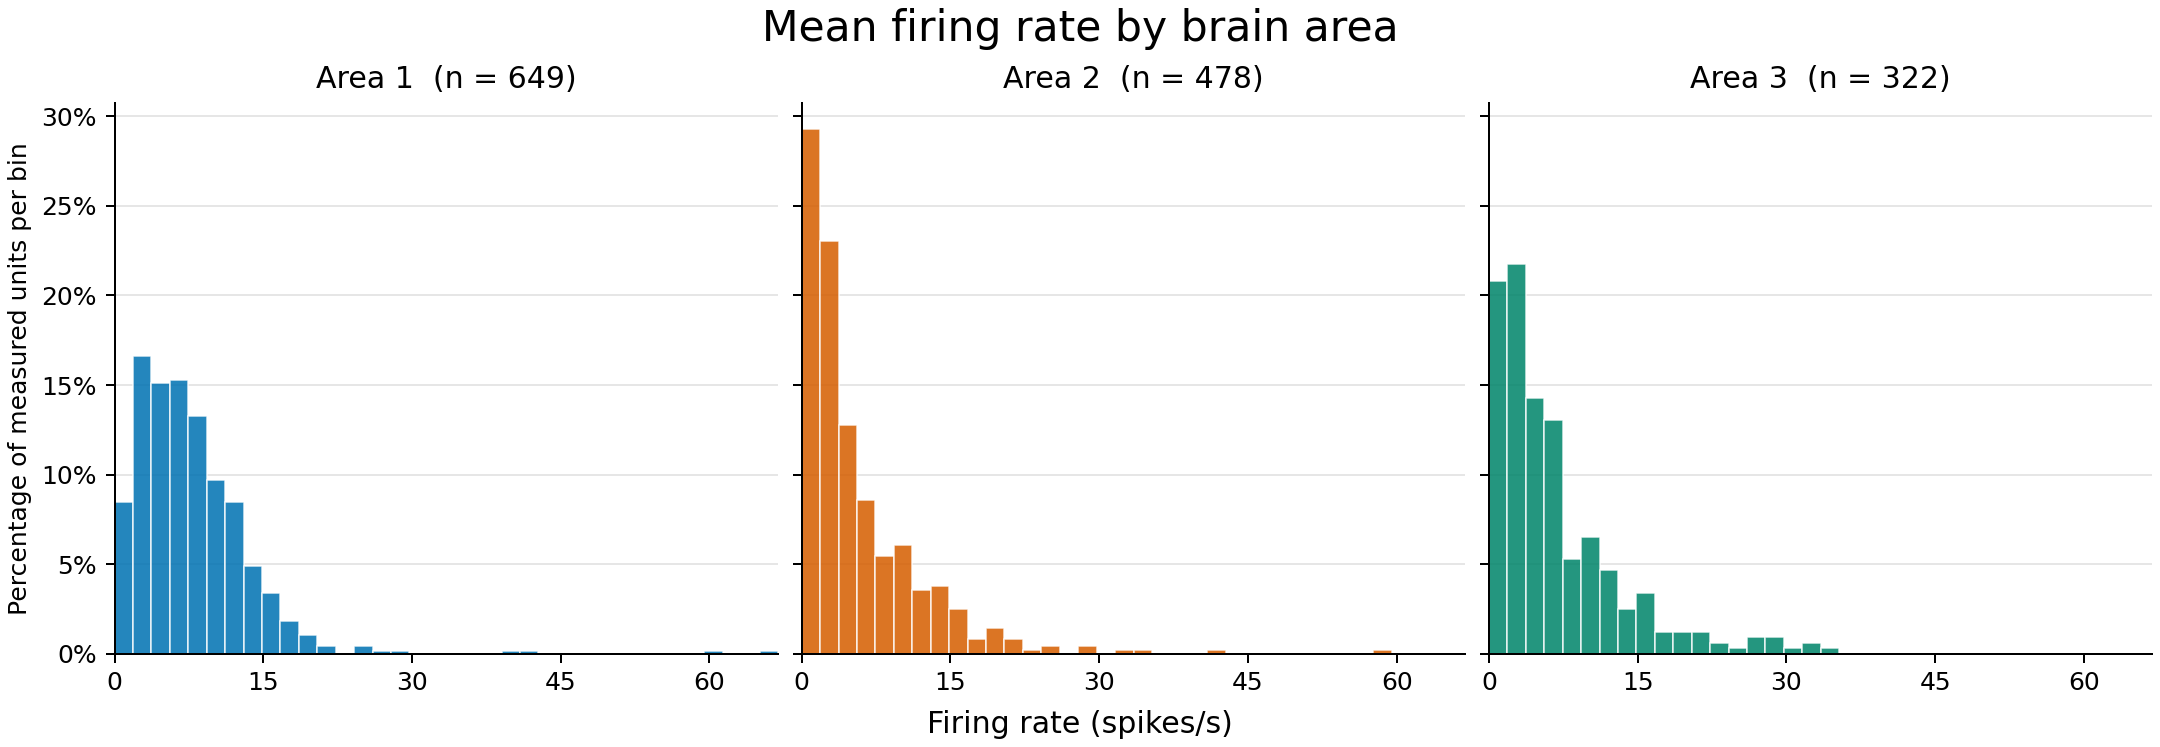 Mean firing rate by brain area
Area 1 (n = 649)
Area 2 (n = 478)
Area 3 (n = 322)
Percentage of measured units per bin
30%
25%
20%
15%
10%
5%
0%
0 15 30 45 60
0 15 30 45 60
0 15 30 45 60
Firing rate (spikes/s)